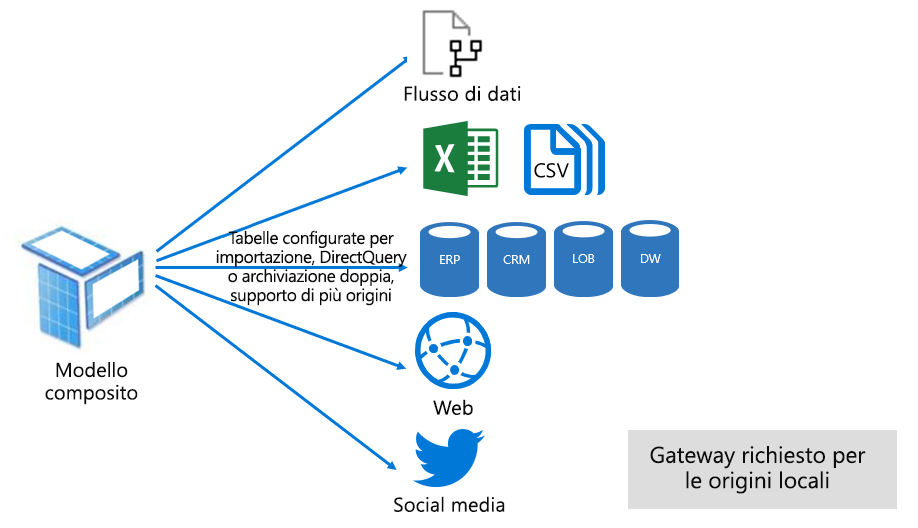 Flusso di dati
X
CSV
Tabelle configurate per
importazione, DirectQuery
o archiviazione doppia,
supporto di più origini
ERP
CRM
LOB
DW
Modello
composito
Web
Social media
Gateway richiesto per
le origini locali